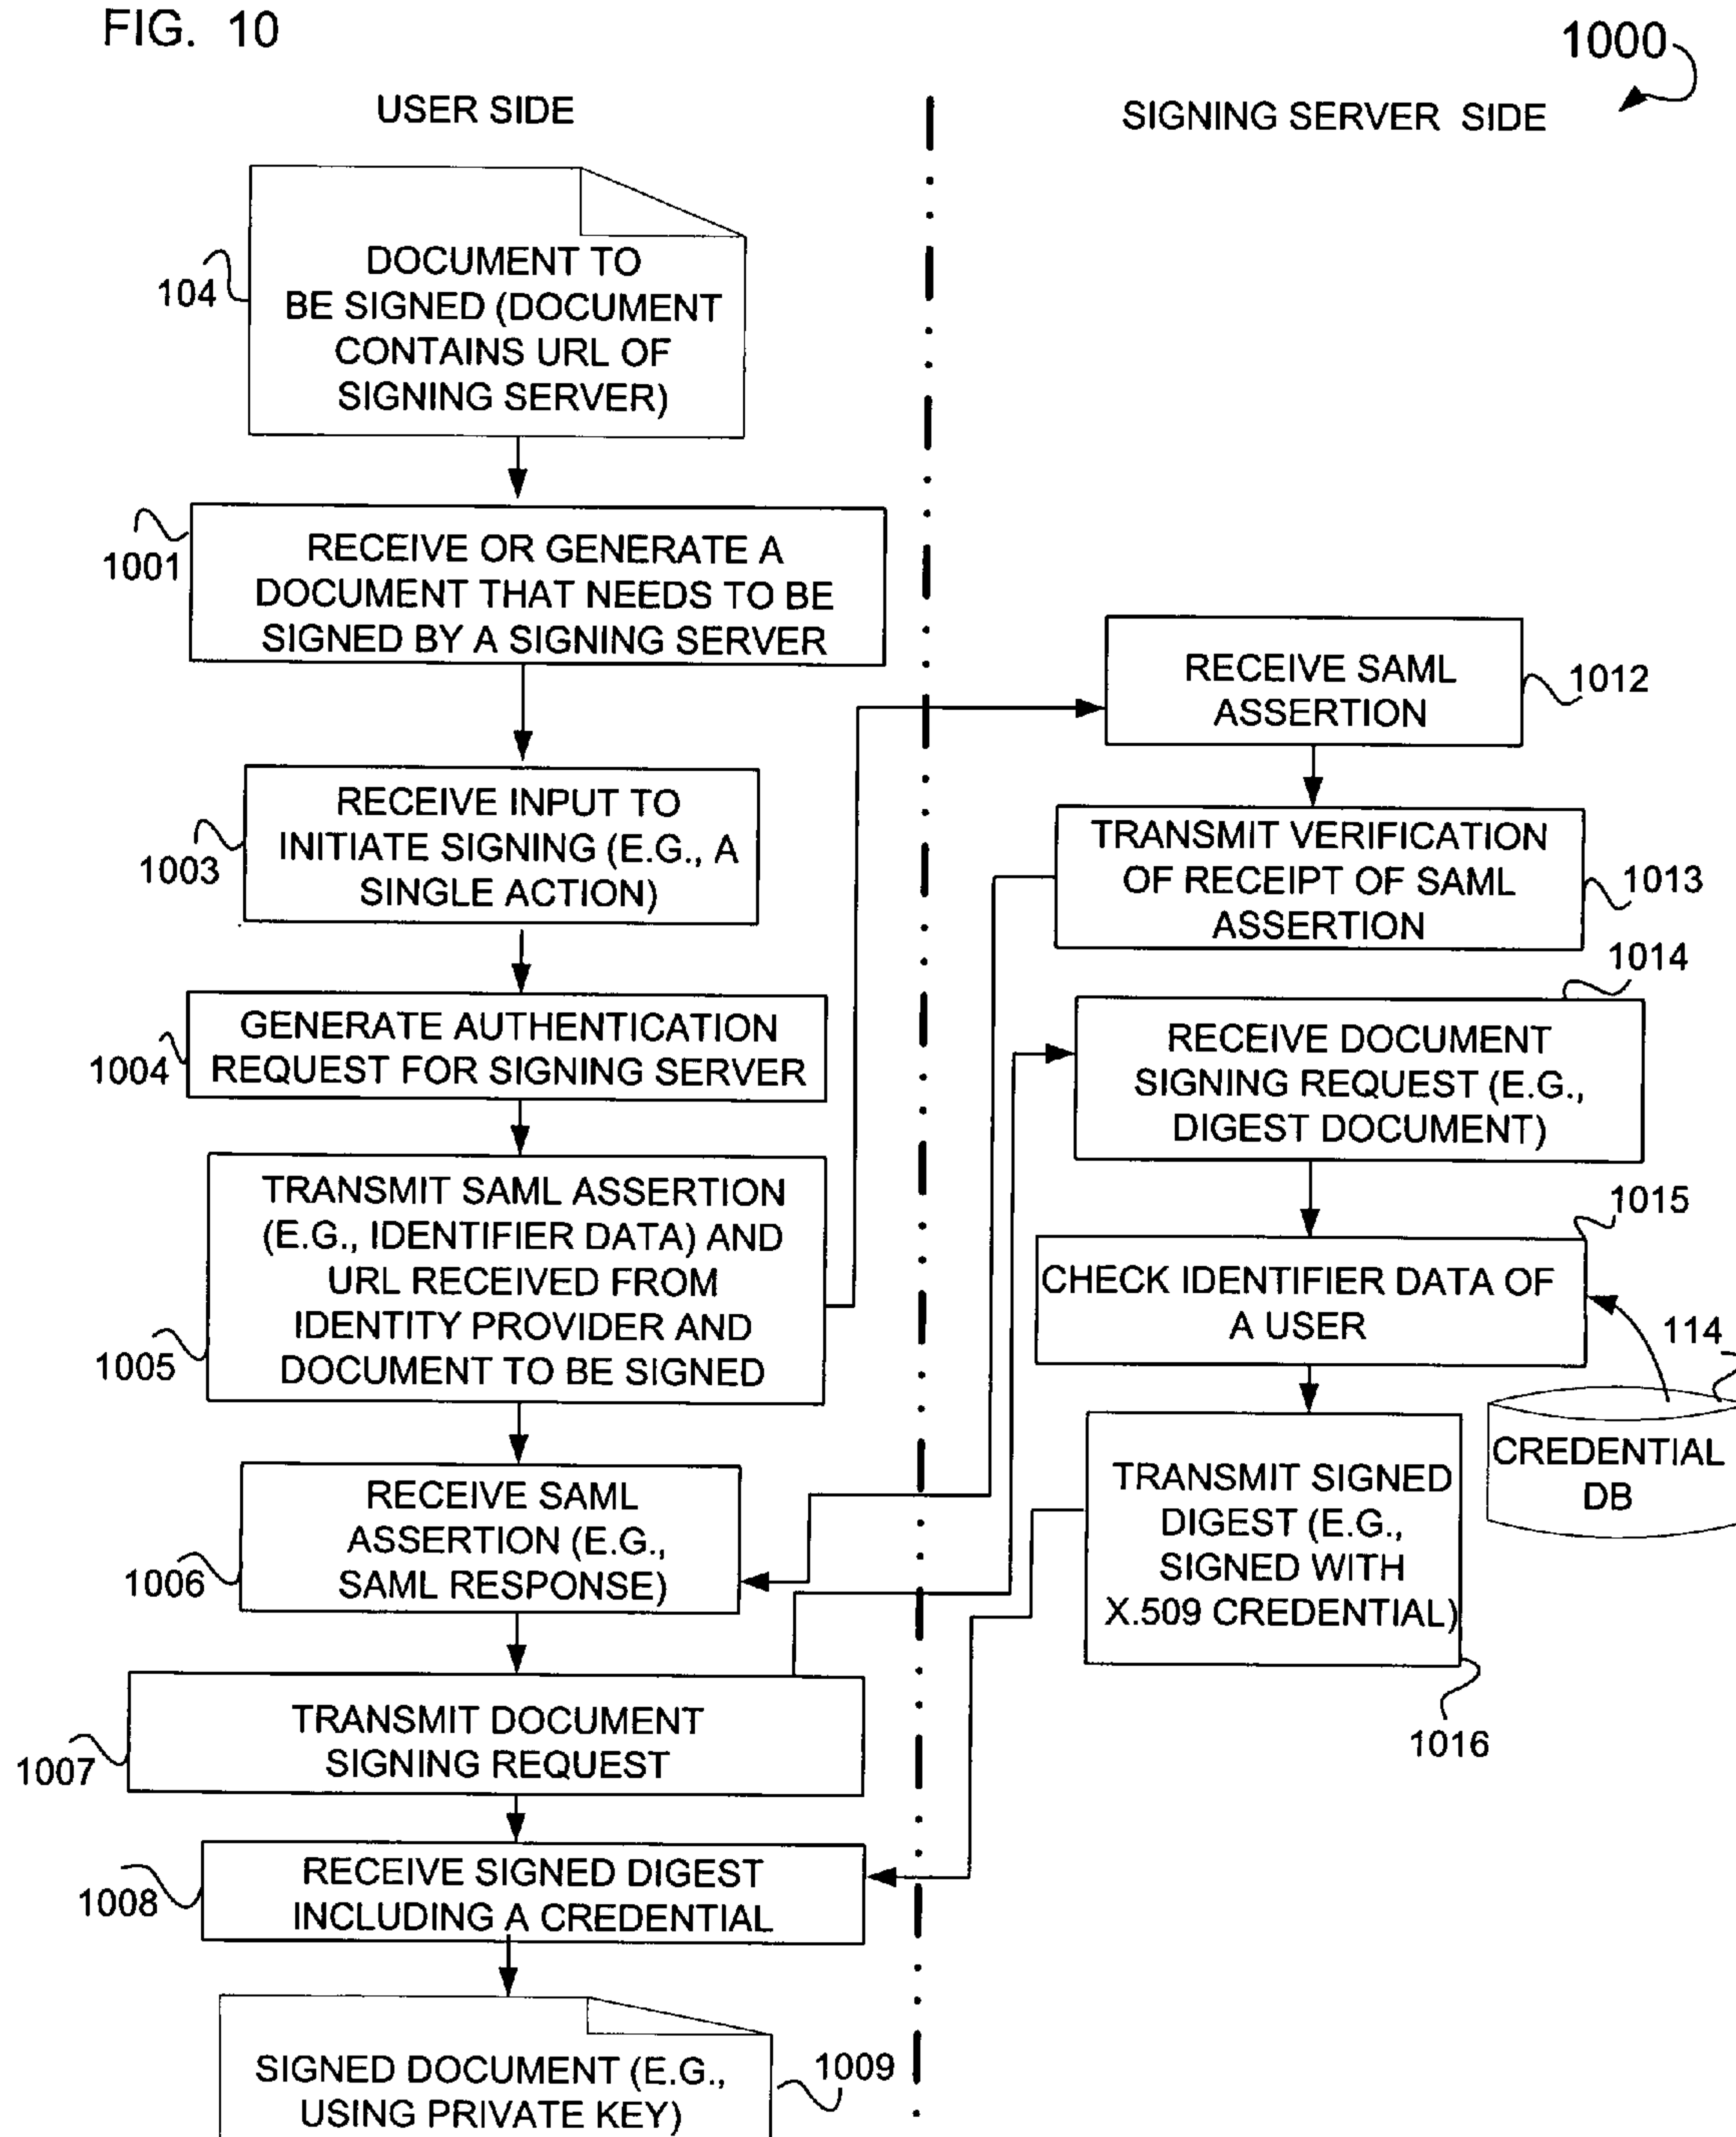 FIG. 10
1000
USER SIDE
SIGNING SERVER SIDE
104
DOCUMENT TO
BE SIGNED (DOCUMENT
CONTAINS URL OF
SIGNING SERVER)
1001
RECEIVE OR GENERATE A
DOCUMENT THAT NEEDS TO BE
SIGNED BY A SIGNING SERVER
1003
RECEIVE INPUT TO
INITIATE SIGNING (E.G., A
SINGLE ACTION)
1004
GENERATE AUTHENTICATION
REQUEST FOR SIGNING SERVER
1005
TRANSMIT SAML ASSERTION
(E.G., IDENTIFIER DATA) AND
URL RECEIVED FROM
IDENTITY PROVIDER AND
DOCUMENT TO BE SIGNED
1006
RECEIVE SAML
ASSERTION (E.G.,
SAML RESPONSE)
1007
TRANSMIT DOCUMENT
SIGNING REQUEST
1008
RECEIVE SIGNED DIGEST
INCLUDING A CREDENTIAL
SIGNED DOCUMENT (E.G.,
USING PRIVATE KEY)
1009
RECEIVE SAML
ASSERTION
1012
TRANSMIT VERIFICATION
OF RECEIPT OF SAML
ASSERTION
1013
1014
RECEIVE DOCUMENT
SIGNING REQUEST (E.G.,
DIGEST DOCUMENT)
1015
CHECK IDENTIFIER DATA OF
A USER
114
CREDENTIAL
DB
TRANSMIT SIGNED
DIGEST (E.G.,
SIGNED WITH
X.509 CREDENTIAL)
1016